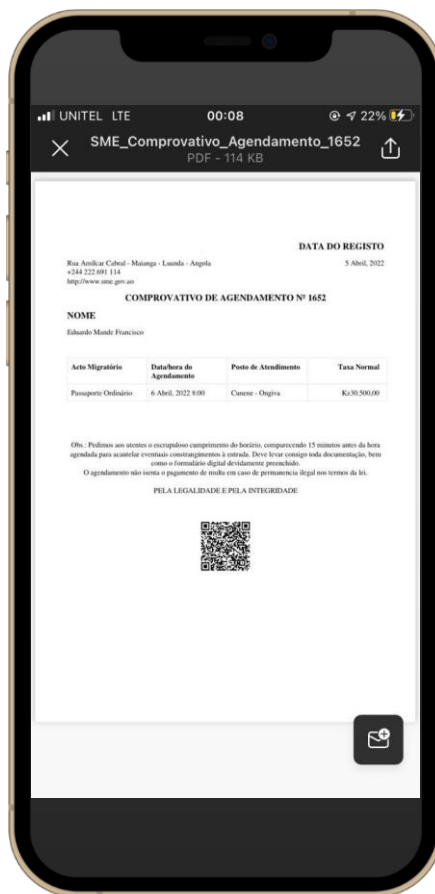 UNITEL LTE 00:08 22%
SME_Comprovativo_Agendamento_1652
PDF - 114 KB
DATA DO REGISTO
Rua Amílcar Cabral - Maianga - Luanda - Angola 5 Abril, 2022
+244 222 691 114
http://www.sme.gov.ao
COMPROVATIVO DE AGENDAMENTO Nº 1652
NOME
Eduardo Mande Francisco
Acto Migratório Data/hora do Agendamento Posto de Atendimento Taxa Normal
Passaporte Ordinário 6 Abril, 2022 8:00 Cunene - Ongiva Kz30.500,00
Obs.: Pedimos aos utentes o escrupuloso cumprimento do horário, comparecendo 15 minutos antes da hora
agendada para acautelar eventuais constrangimentos à entrada. Deve levar consigo toda documentação, bem
como o formulário digital devidamente preenchido.
O agendamento não isenta o pagamento de multa em caso de permanencia ilegal nos termos da lei.
PELA LEGALIDADE E PELA INTEGRIDADE